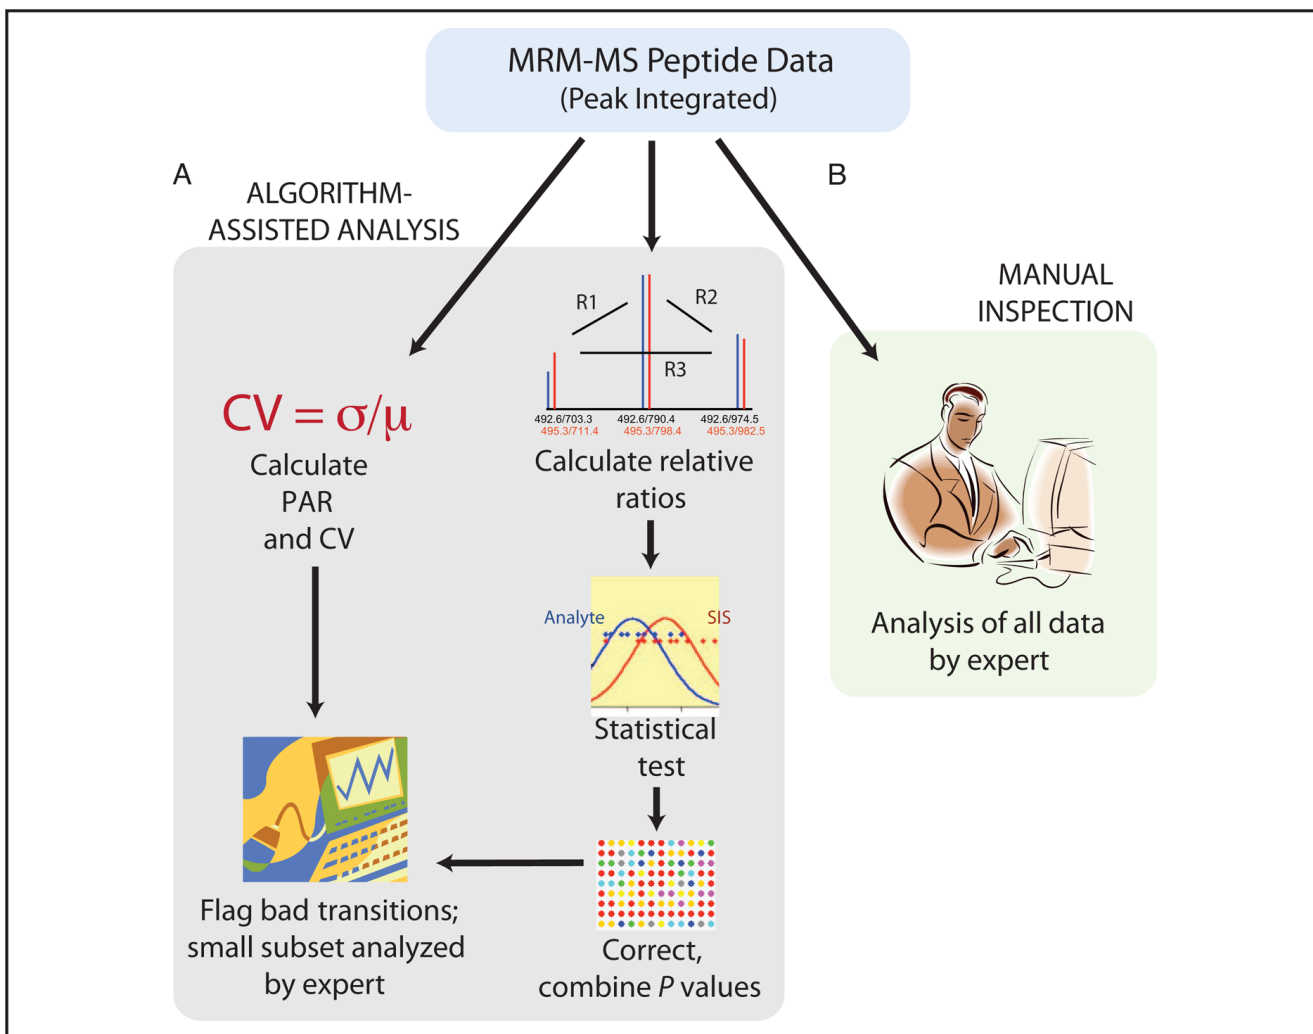 MRM-MS Peptide Data
(Peak Integrated)
A
ALGORITHM-
ASSISTED ANALYSIS
CV = σ/μ
Calculate
PAR
and CV
R1
R2
R3
492.6/703.3
492.6/790.4
492.6/974.5
495.3/711.4
495.3/798.4
495.3/982.5
Calculate relative
ratios
Analyte
SIS
Statistical
test
Correct,
combine P values
Flag bad transitions;
small subset analyzed
by expert
B
MANUAL
INSPECTION
Analysis of all data
by expert